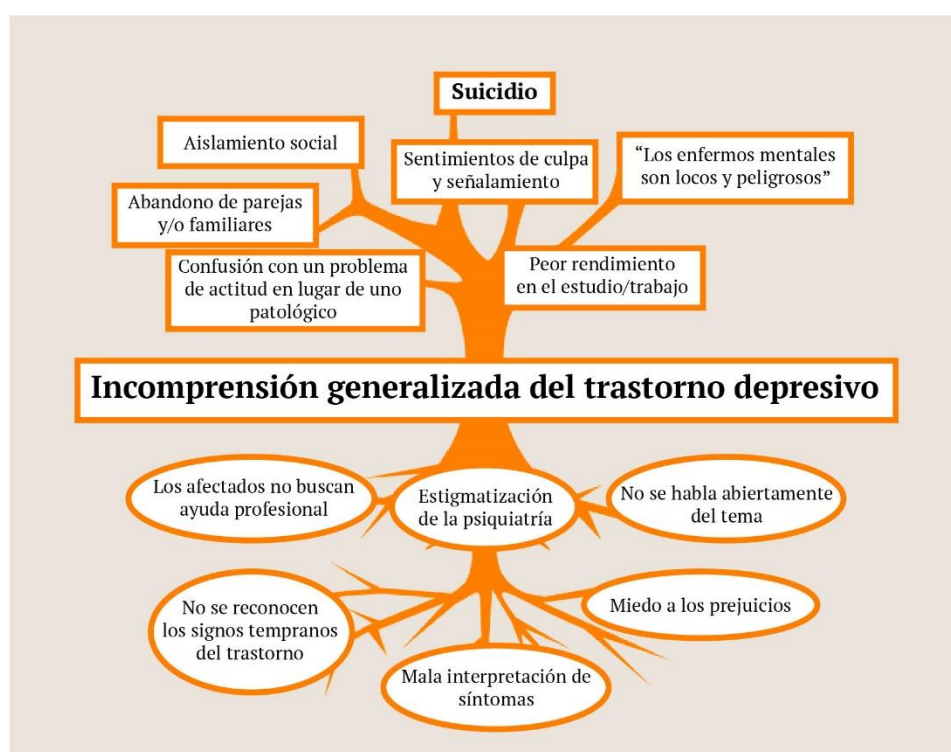 Suicidio
Aislamiento social
Sentimientos de culpa
y señalamiento
“Los enfermos mentales
son locos y peligrosos”
Abandono de parejas
y/o familiares
Confusión con un problema
de actitud en lugar de uno
patológico
Peor rendimiento
en el estudio/trabajo
Incomprensión generalizada del trastorno depresivo
Los afectados no buscan
ayuda profesional
Estigmatización
de la psiquiatría
No se habla abiertamente
del tema
No se reconocen
los signos tempranos
del trastorno
Miedo a los prejuicios
Mala interpretación de
síntomas